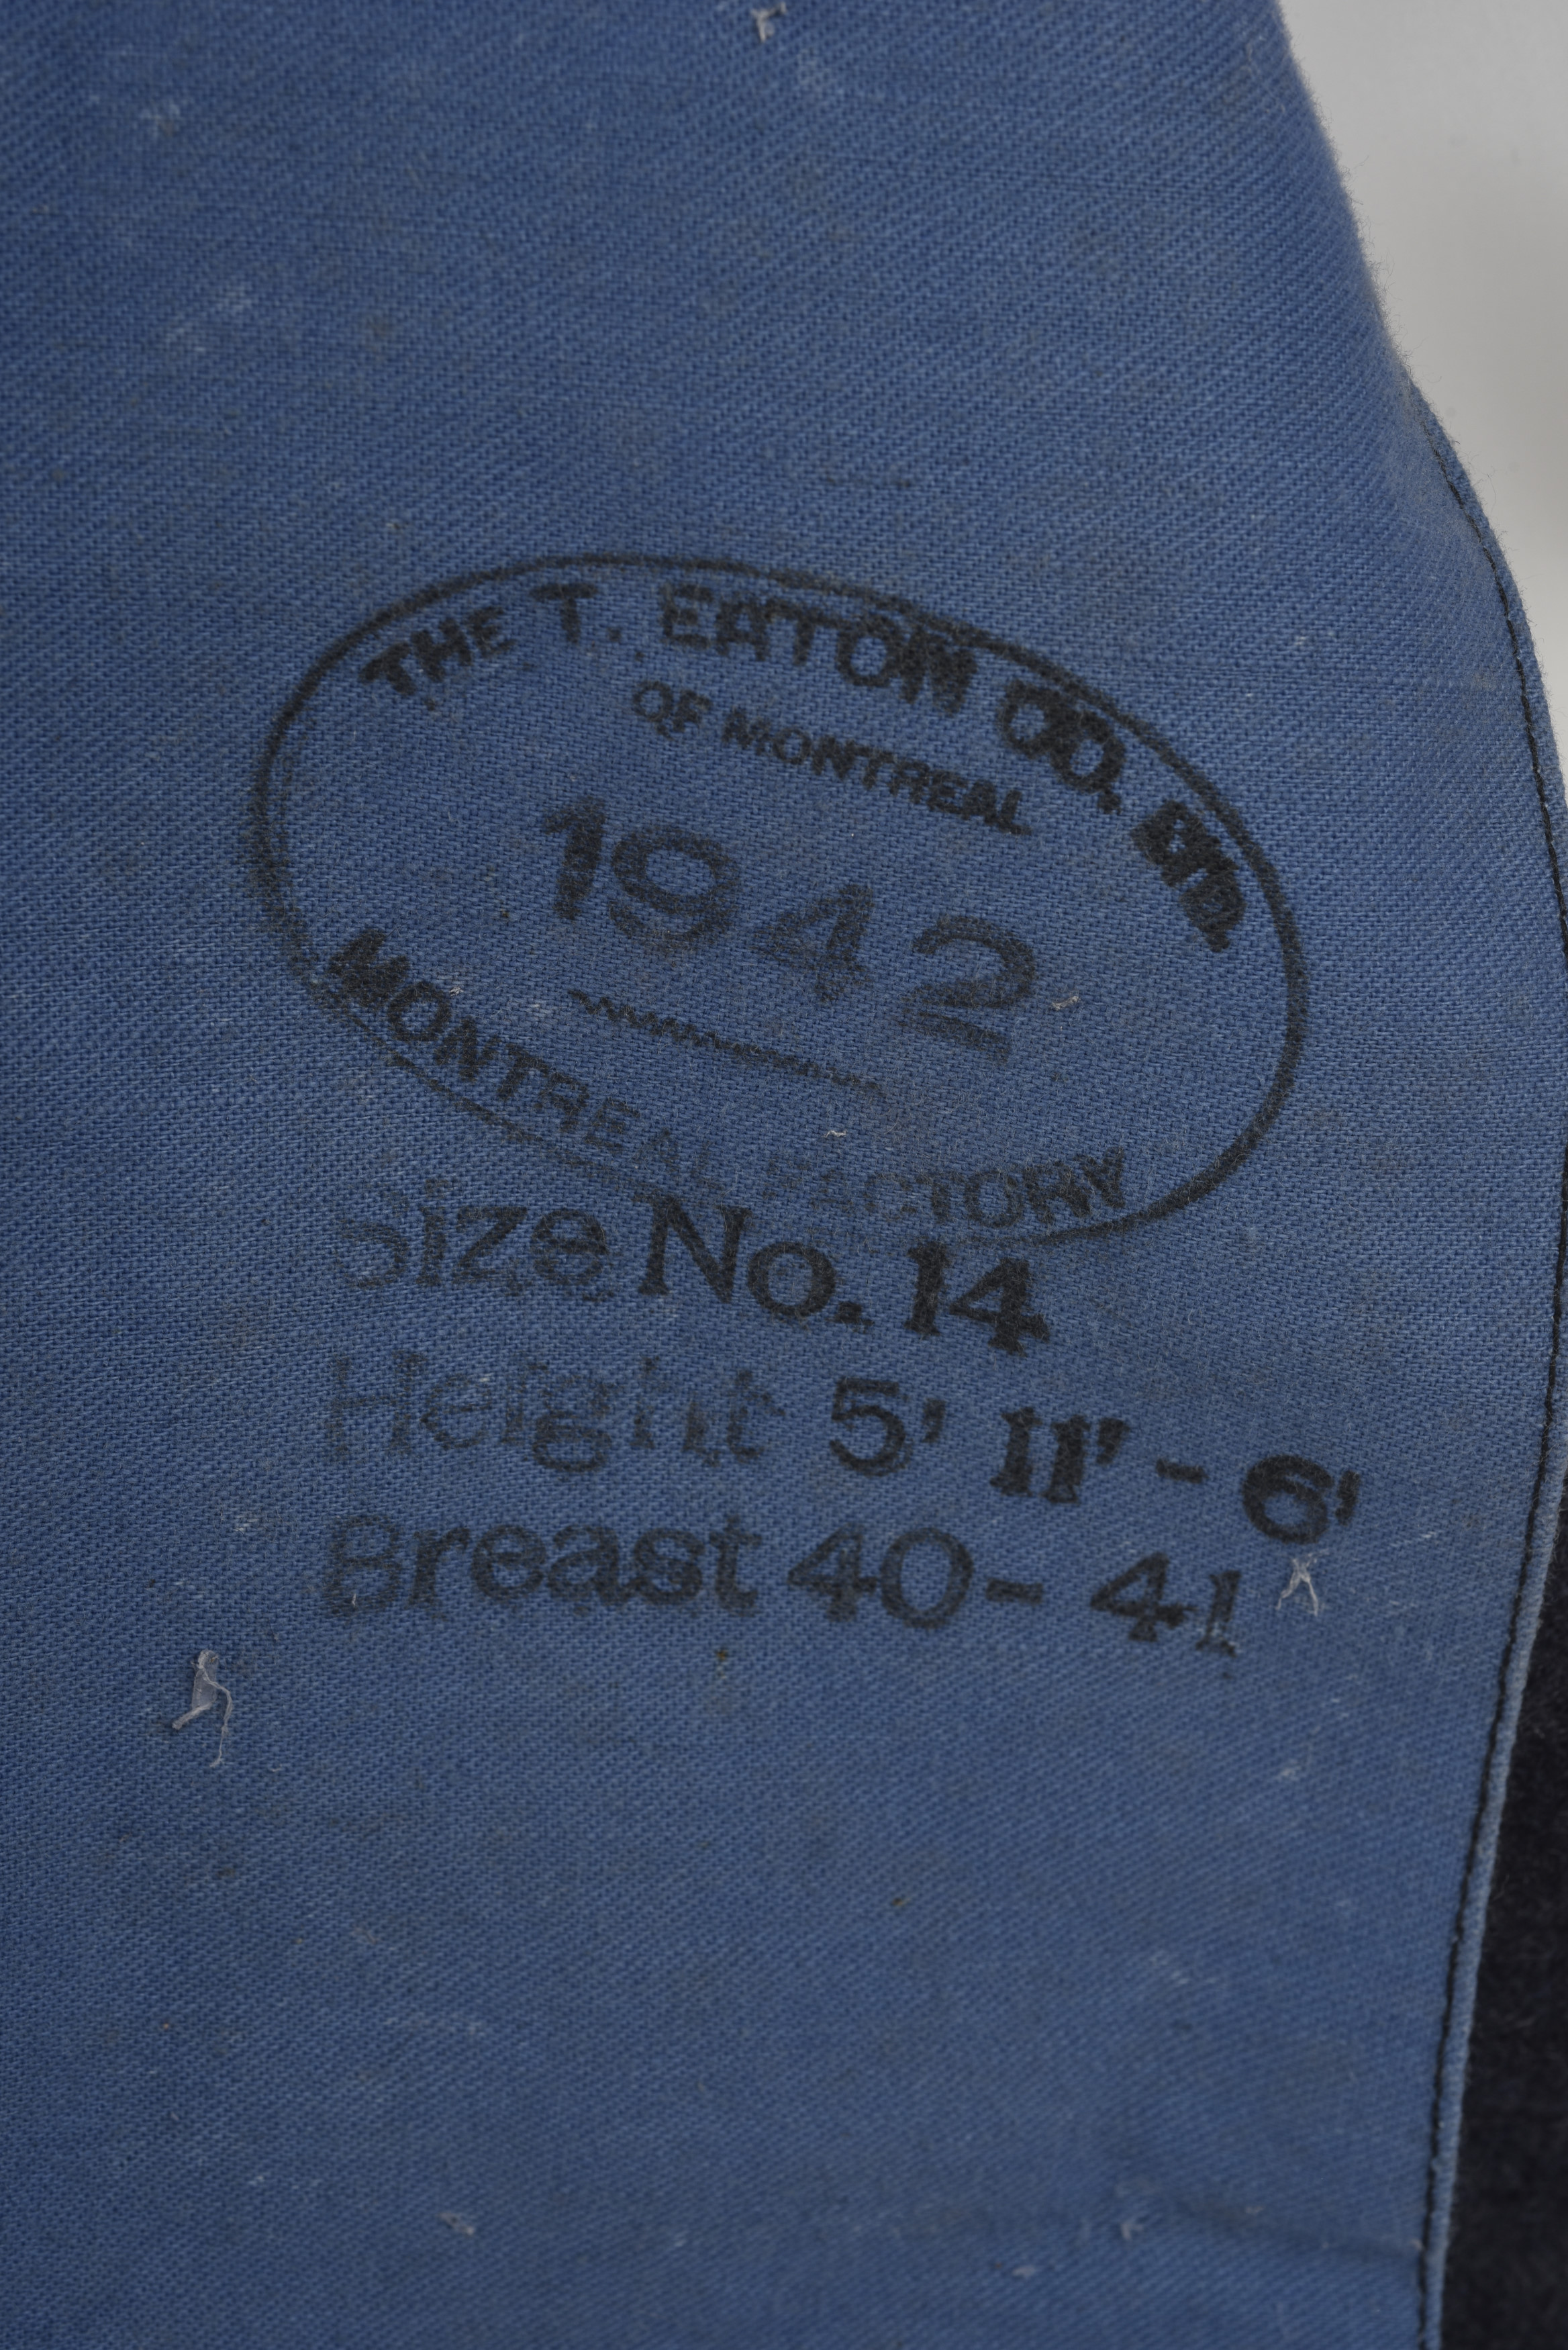 THE T. EATON CO. LTD.
OF MONTREAL
1942
MONTREAL FACTORY
Size No. 14
Height 5' 11' - 6'
Breast 40 - 41